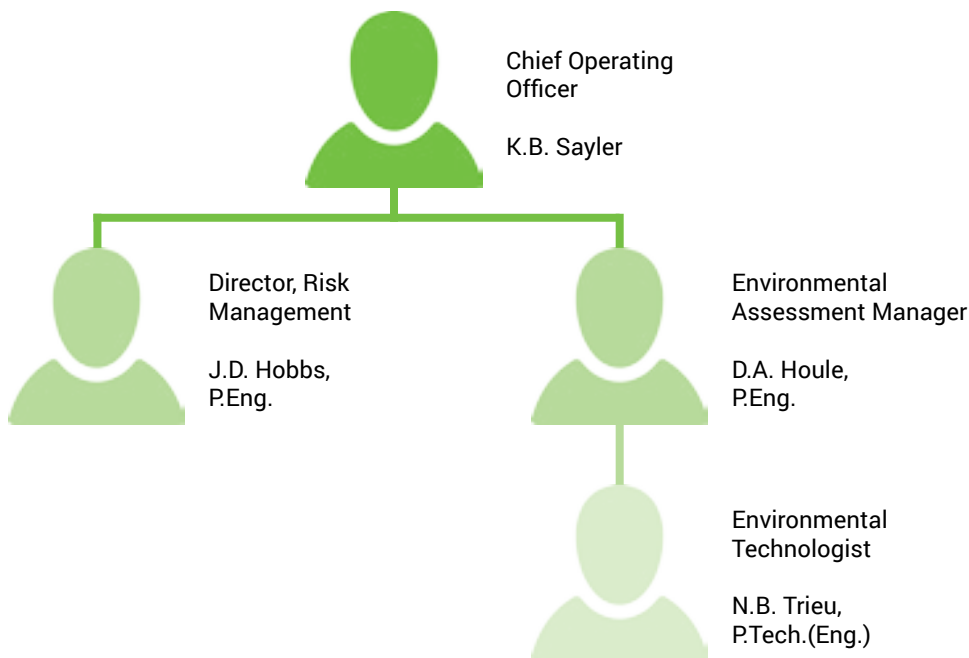 Chief Operating
Officer
K.B. Sayler
Director, Risk
Management
J.D. Hobbs,
P.Eng.
Environmental
Assessment Manager
D.A. Houle,
P.Eng.
Environmental
Technologist
N.B. Trieu,
P.Tech.(Eng.)